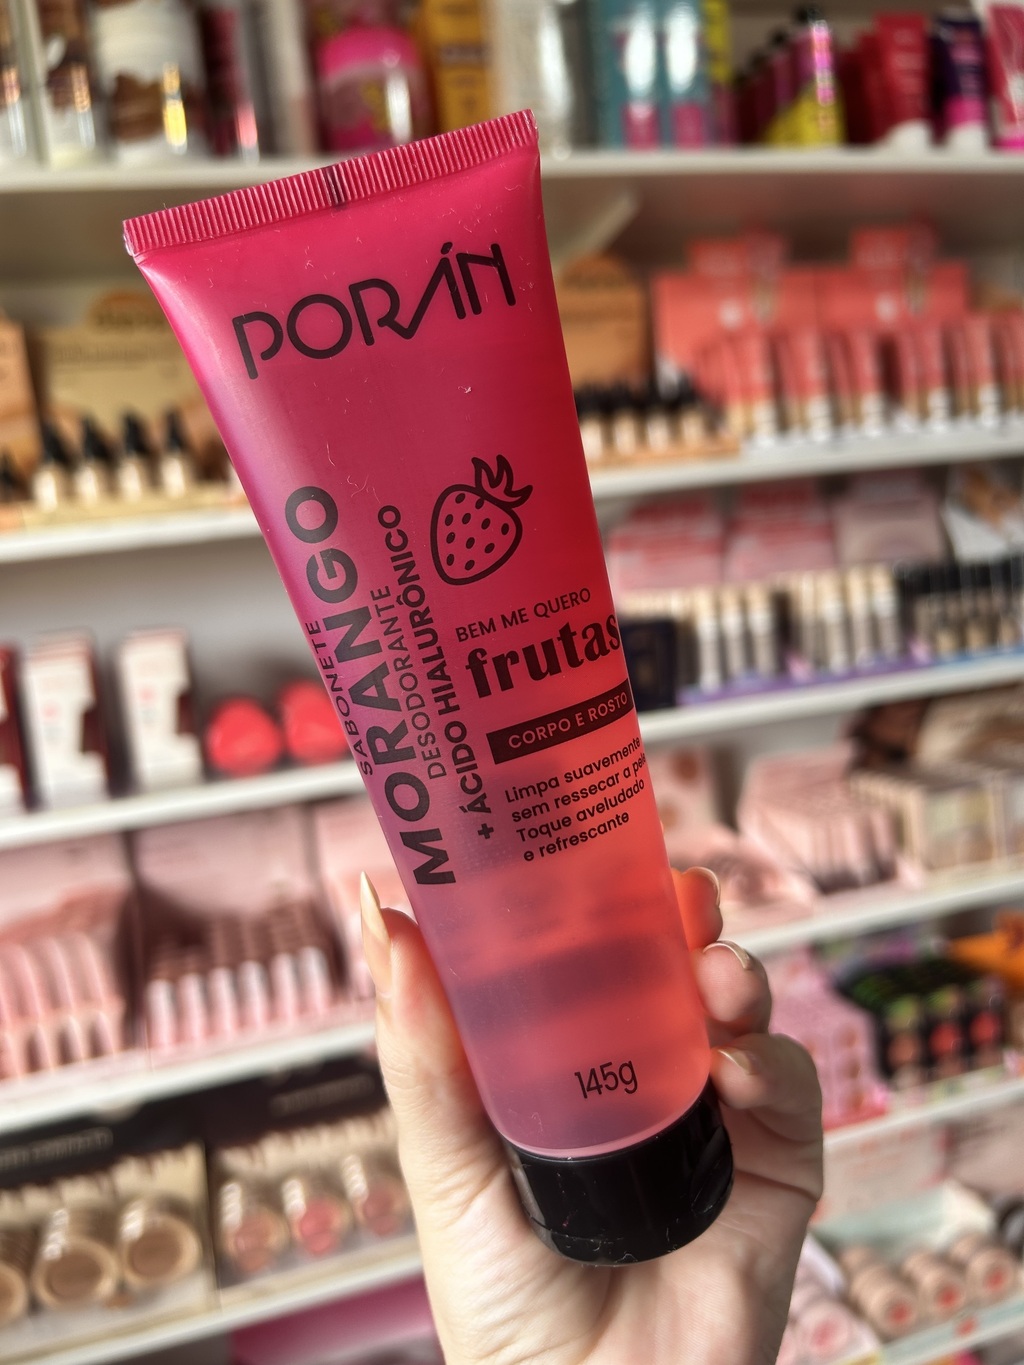 PORÁN
SABONETE
MORANGO
DESODORANTE
+ ÁCIDO HIALURÔNICO
BEM ME QUERO
frutas
CORPO E ROSTO
Limpa suavemente
sem ressecar a pele
Toque aveludado
e refrescante
145g